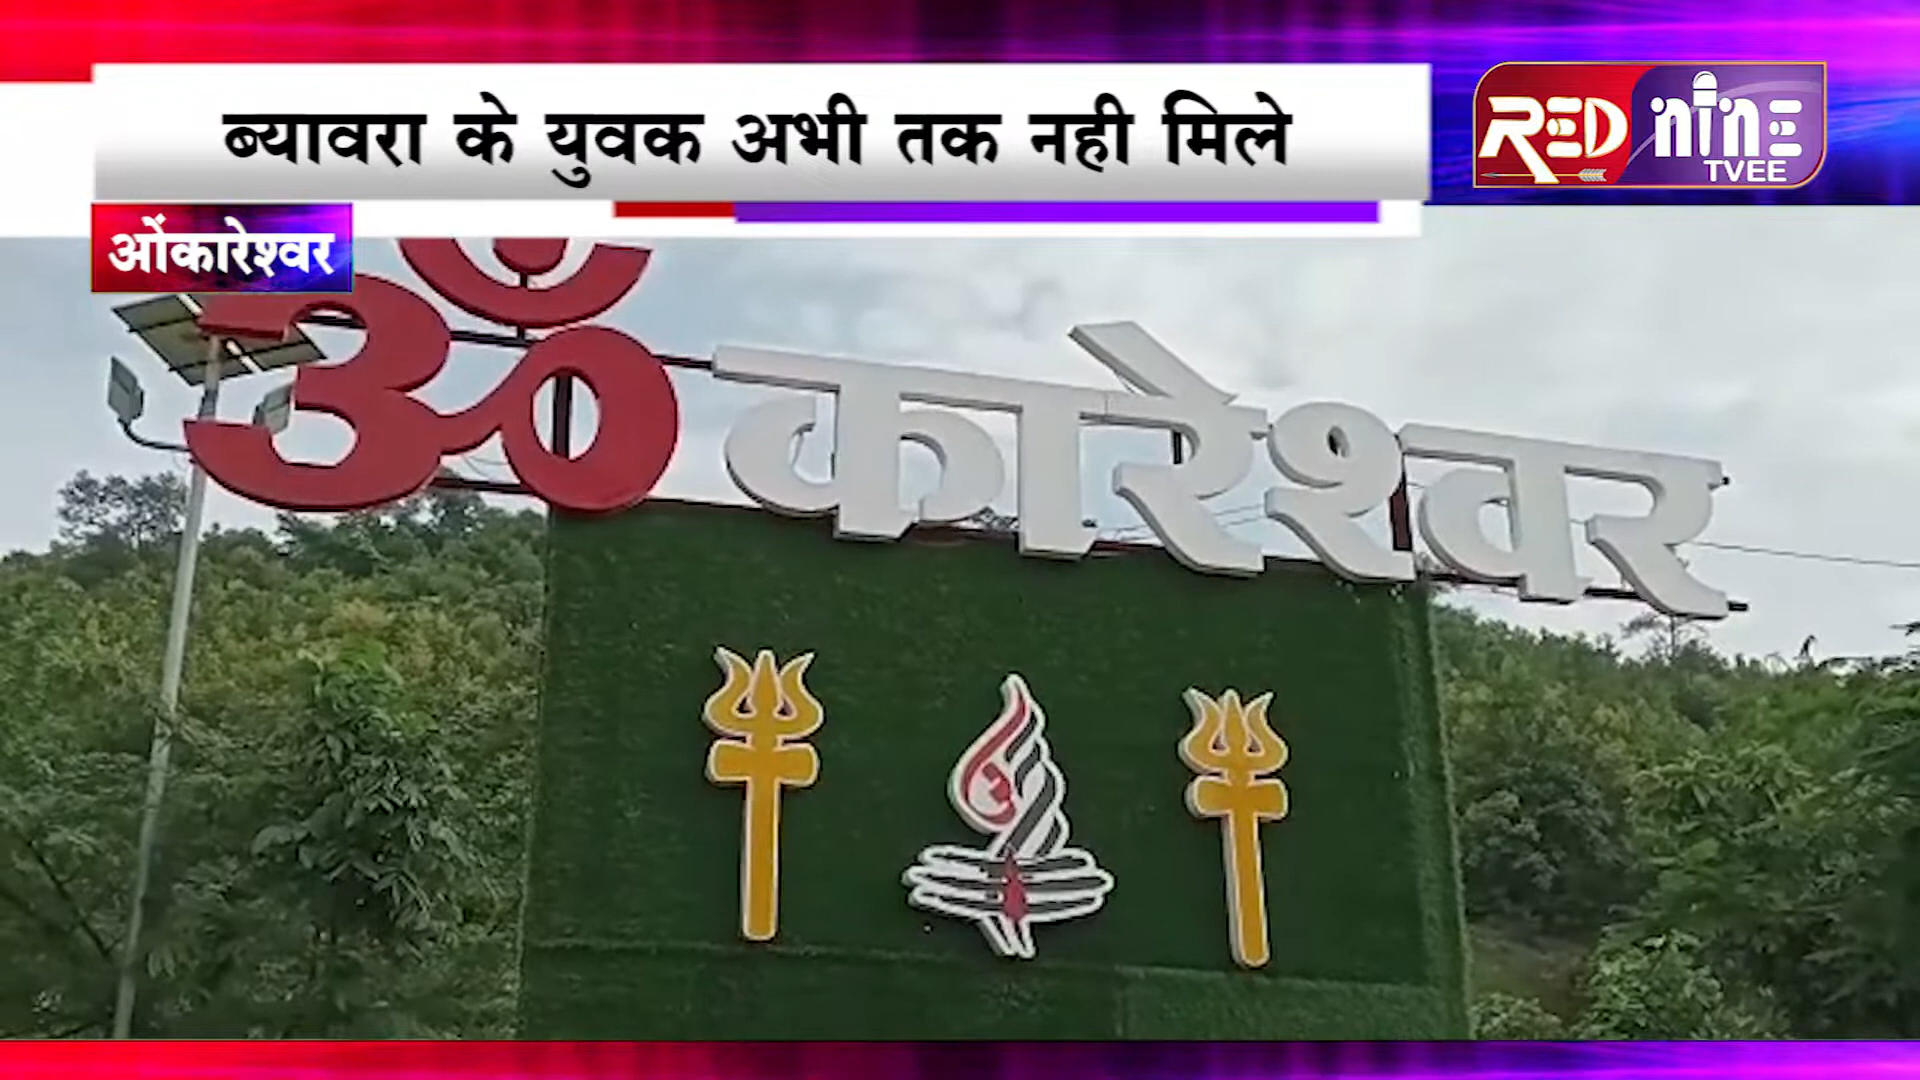 ब्यावरा के युवक अभी तक नही मिले
RED NINE
TVEE
ओंकारेश्वर
ॐकारेश्वर